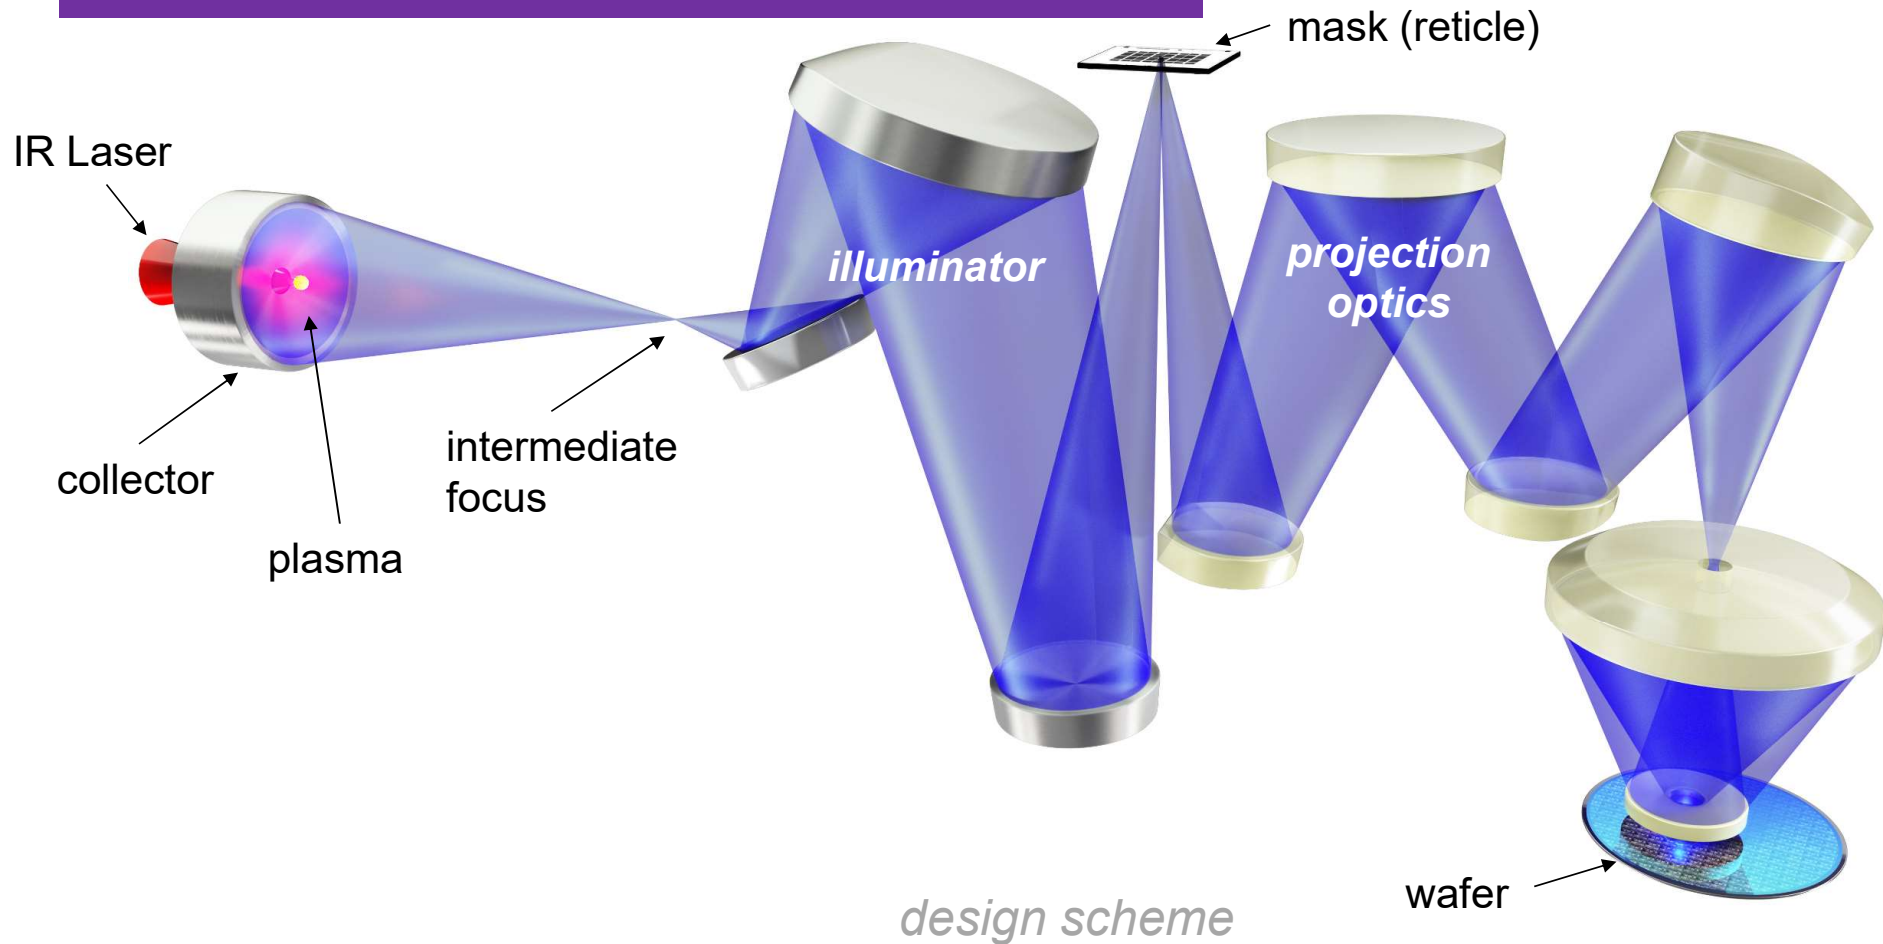 mask (reticle)
IR Laser
illuminator
projection
optics
intermediate
focus
collector
plasma
wafer
design scheme